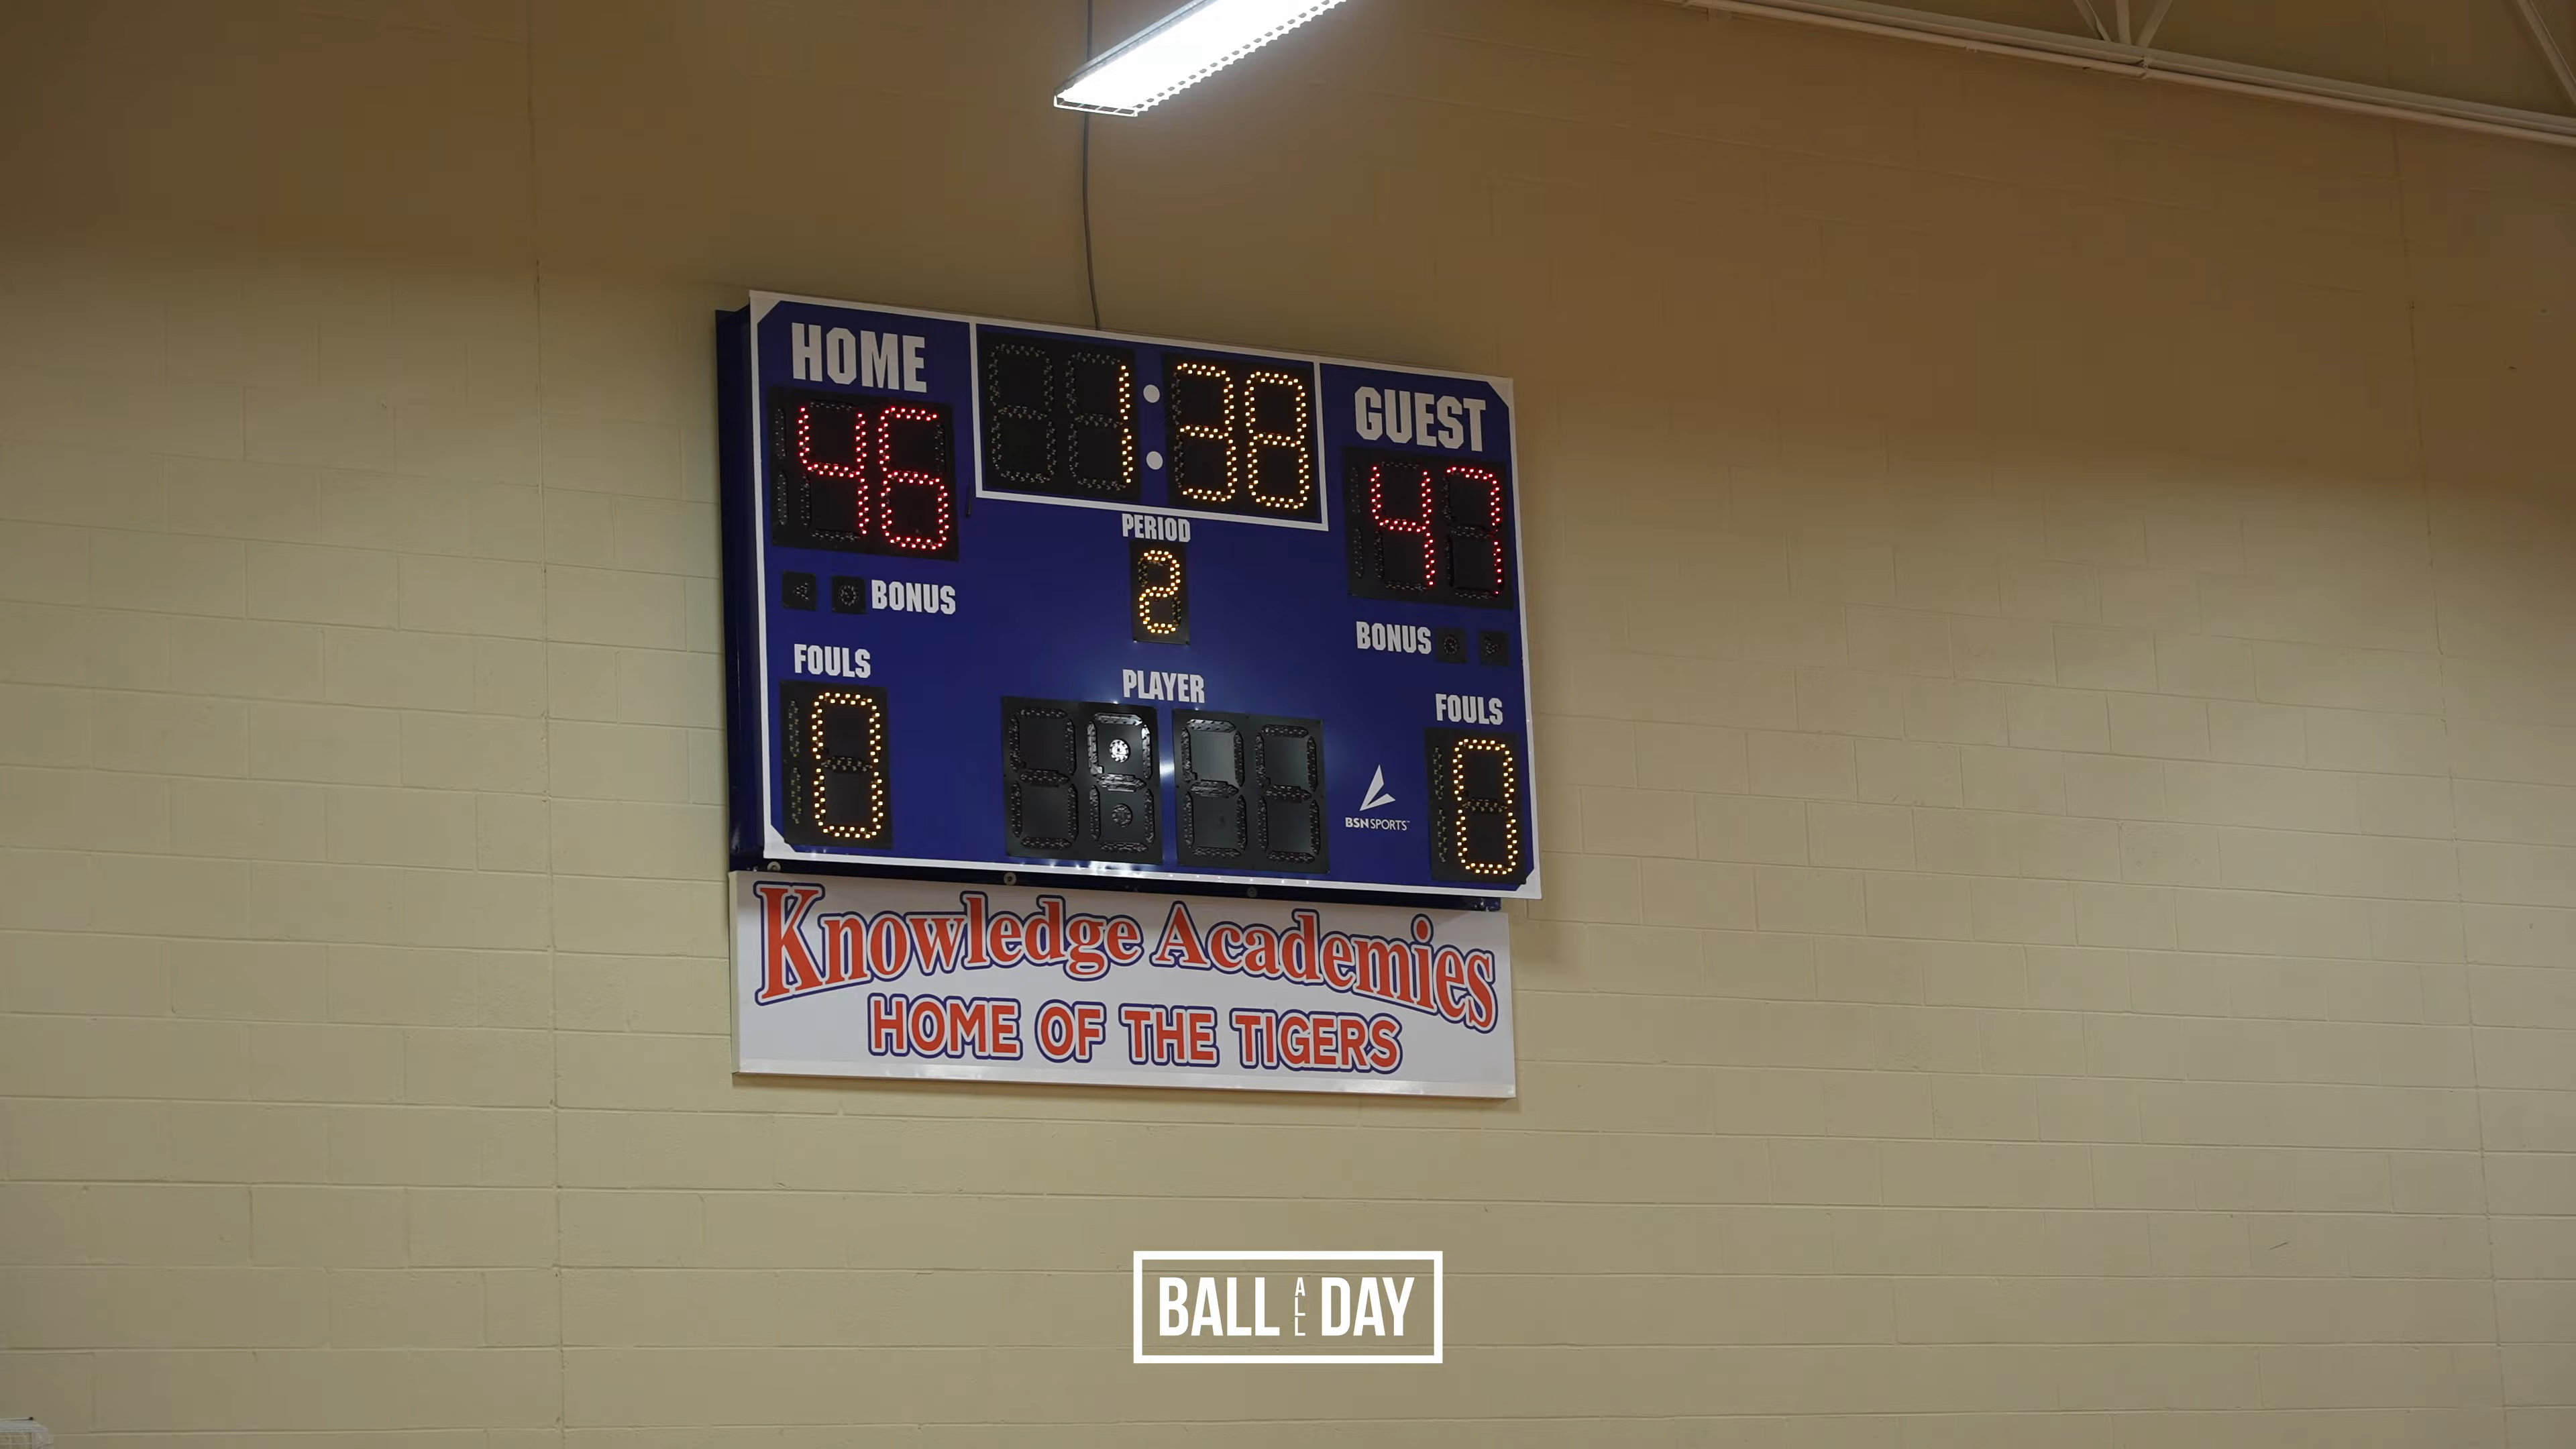 HOME
1:38
GUEST
46
47
PERIOD
2
BONUS
BONUS
FOULS
PLAYER
FOULS
0
0
BSN SPORTS
Knowledge Academies
HOME OF THE TIGERS
BALL ALL DAY